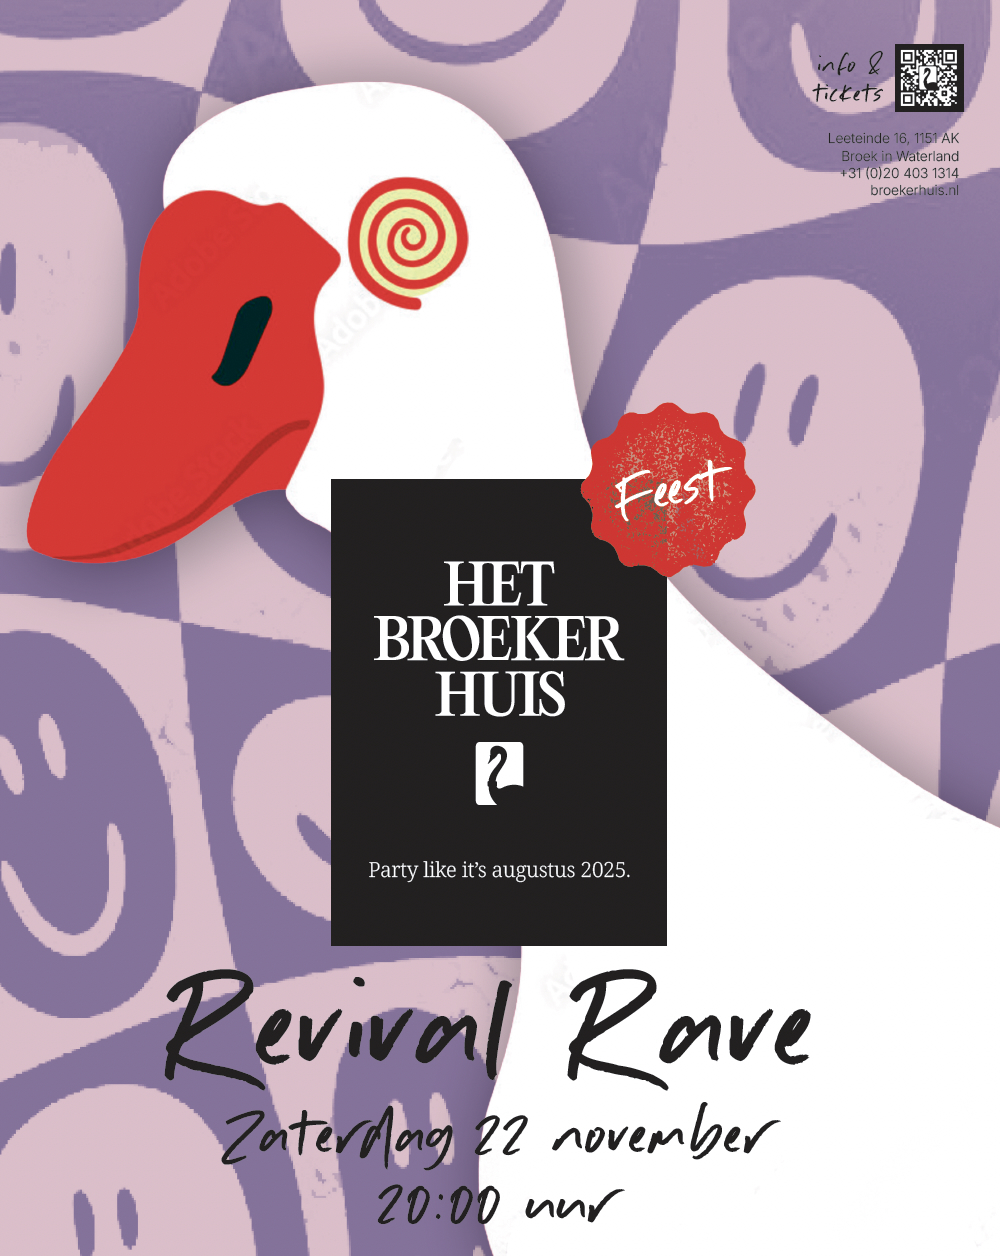 info &
tickets
Leeteinde 16, 1151 AK
Broek in Waterland
+31 (0)20 403 1314
broekerhuis.nl
Feest
HET
BROEKER
HUIS
Party like it's augustus 2025.
Revival Rave
Zaterdag 22 november
20:00 uur